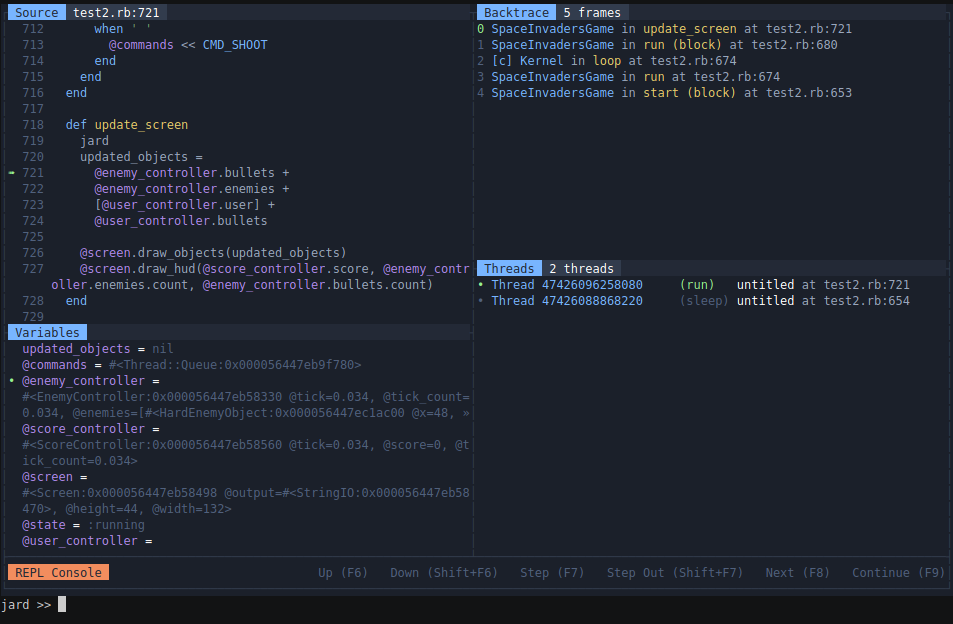 Source test2.rb:721
712 when ' '
713 @commands << CMD_SHOOT
714 end
715 end
716 end
717
718 def update_screen
719 jard
720 updated_objects =
➠ 721 @enemy_controller.bullets +
722 @enemy_controller.enemies +
723 [@user_controller.user] +
724 @user_controller.bullets
725
726 @screen.draw_objects(updated_objects)
727 @screen.draw_hud(@score_controller.score, @enemy_contr
oller.enemies.count, @enemy_controller.bullets.count)
728 end
729
Variables
updated_objects = nil
@commands = #<Thread::Queue:0x000056447eb9f780>
• @enemy_controller =
#<EnemyController:0x000056447eb58330 @tick=0.034, @tick_count=
0.034, @enemies=[#<HardEnemyObject:0x000056447ec1ac00 @x=48, »
@score_controller =
#<ScoreController:0x000056447eb58560 @tick=0.034, @score=0, @t
ick_count=0.034>
@screen =
#<Screen:0x000056447eb58498 @output=#<StringIO:0x000056447eb58
470>, @height=44, @width=132>
@state = :running
@user_controller =
Backtrace 5 frames
0 SpaceInvadersGame in update_screen at test2.rb:721
1 SpaceInvadersGame in run (block) at test2.rb:680
2 [c] Kernel in loop at test2.rb:674
3 SpaceInvadersGame in run at test2.rb:674
4 SpaceInvadersGame in start (block) at test2.rb:653
Threads 2 threads
• Thread 47426096258080 (run) untitled at test2.rb:721
• Thread 47426088868220 (sleep) untitled at test2.rb:654
REPL Console Up (F6) Down (Shift+F6) Step (F7) Step Out (Shift+F7) Next (F8) Continue (F9)
jard >>